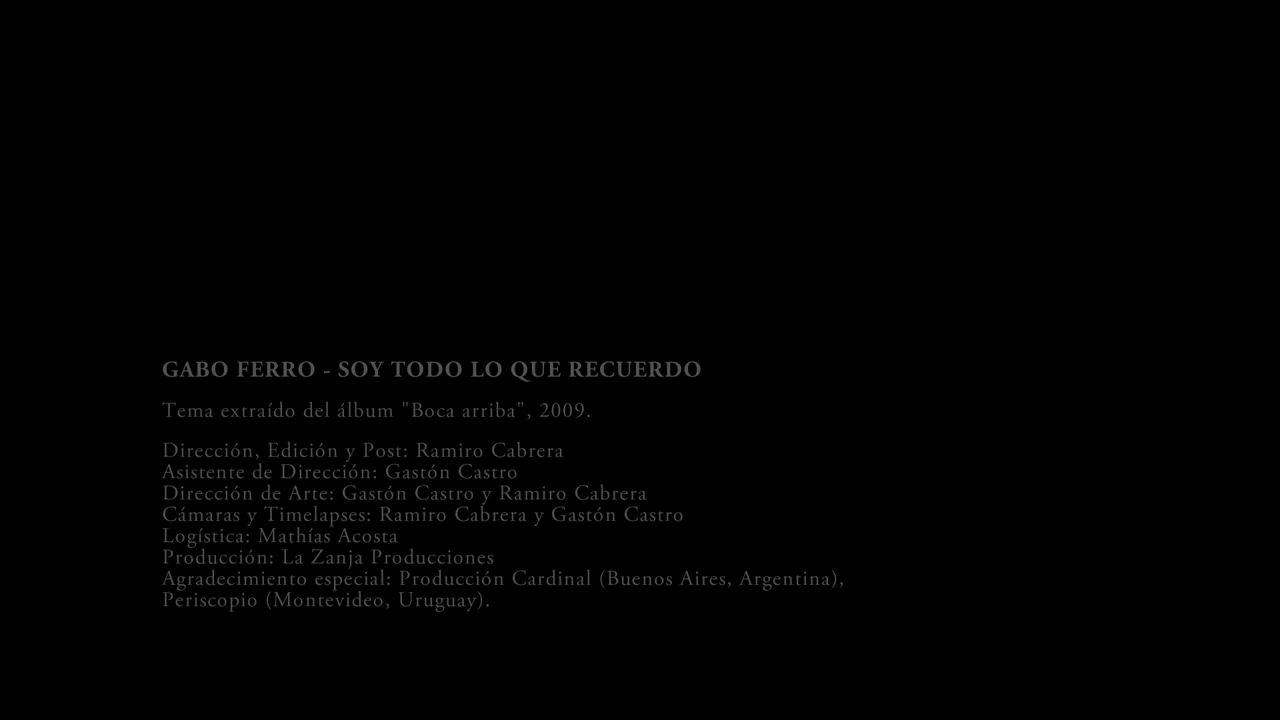 GABO FERRO - SOY TODO LO QUE RECUERDO
Tema extraído del álbum "Boca arriba", 2009.
Dirección, Edición y Post: Ramiro Cabrera
Asistente de Dirección: Gastón Castro
Dirección de Arte: Gastón Castro y Ramiro Cabrera
Cámaras y Timelapses: Ramiro Cabrera y Gastón Castro
Logística: Mathías Acosta
Producción: La Zanja Producciones
Agradecimiento especial: Producción Cardinal (Buenos Aires, Argentina),
Periscopio (Montevideo, Uruguay).